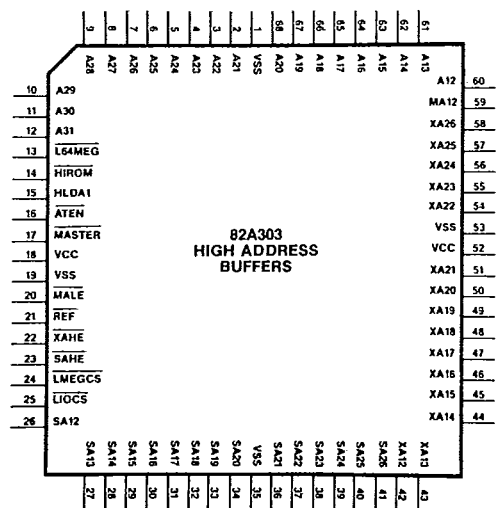 9 8 7 6 5 4 3 2 1 68 67 66 65 64 63 62 61
A28 A27 A26 A25 A24 A23 A22 A21 VSS A20 A19 A18 A17 A16 A15 A14 A13
10 A29
11 A30
12 A31
13 L64MEG
14 HIROM
15 HLDA1
16 ATEN
17 MASTER
18 VCC
19 VSS
20 MALE
21 REF
22 XAHE
23 SAHE
24 LMEGCS
25 LIOCS
26 SA12
82A303
HIGH ADDRESS
BUFFERS
A12 60
MA12 59
XA26 58
XA25 57
XA24 56
XA23 55
XA22 54
VSS 53
VCC 52
XA21 51
XA20 50
XA19 49
XA18 48
XA17 47
XA16 46
XA15 45
XA14 44
SA13 SA14 SA15 SA16 SA17 SA18 SA19 SA20 VSS SA21 SA22 SA23 SA24 SA25 SA26 XA12 XA13
27 28 29 30 31 32 33 34 35 36 37 38 39 40 41 42 43